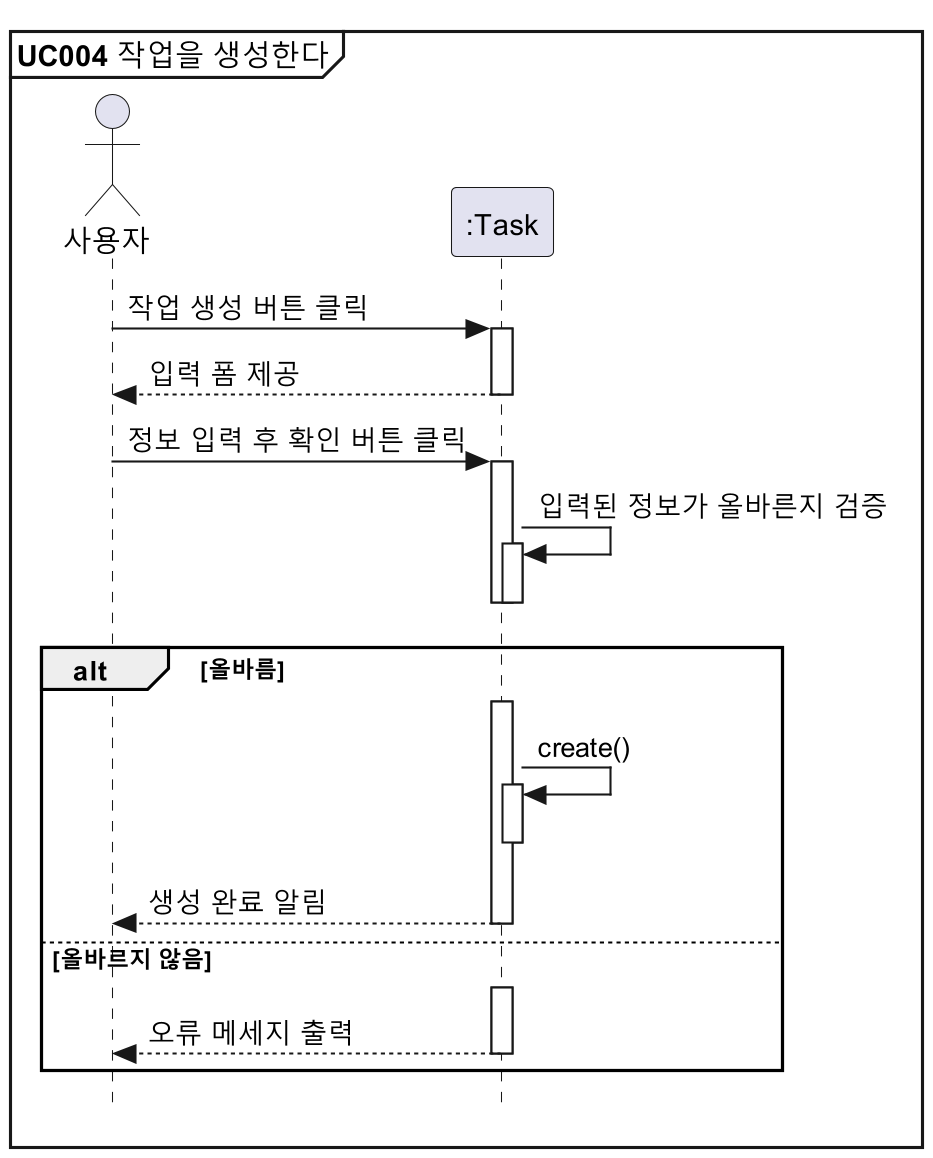 UC004 작업을 생성한다
사용자
:Task
작업 생성 버튼 클릭
입력 폼 제공
정보 입력 후 확인 버튼 클릭
입력된 정보가 올바른지 검증
alt [올바름]
create()
생성 완료 알림
[올바르지 않음]
오류 메세지 출력